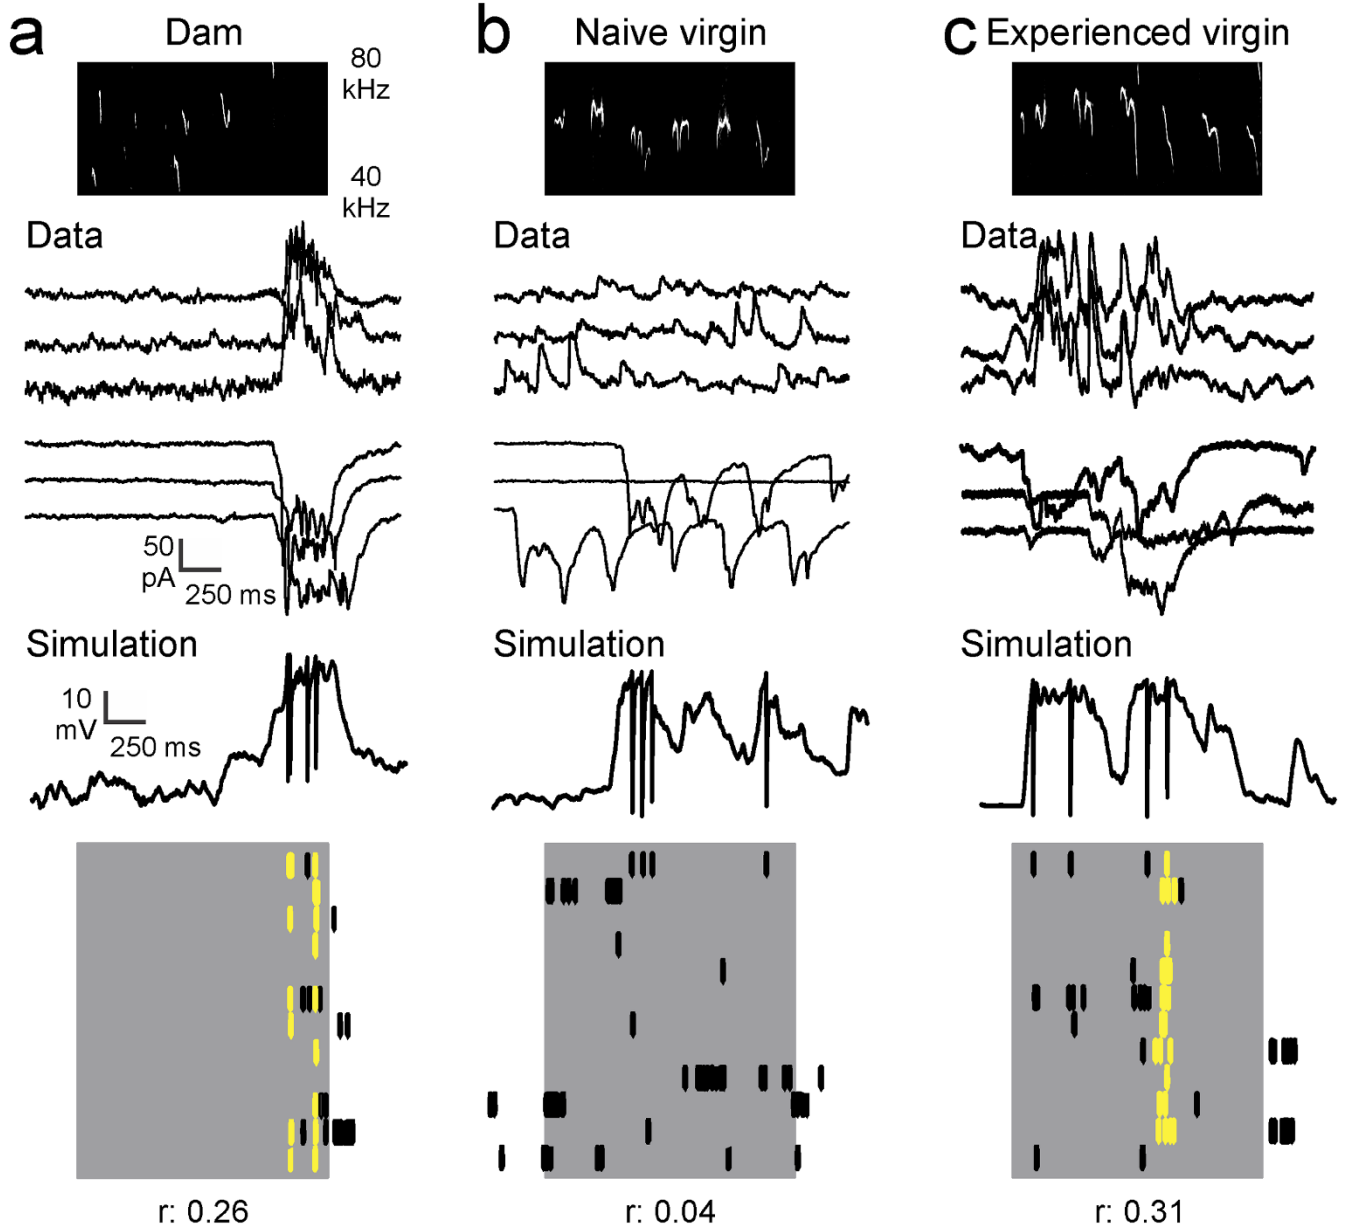 a Dam
b Naive virgin
c Experienced virgin
80
kHz
40
kHz
Data
Data
Data
50
pA
250 ms
Simulation
Simulation
Simulation
10
mV
250 ms
r: 0.26
r: 0.04
r: 0.31